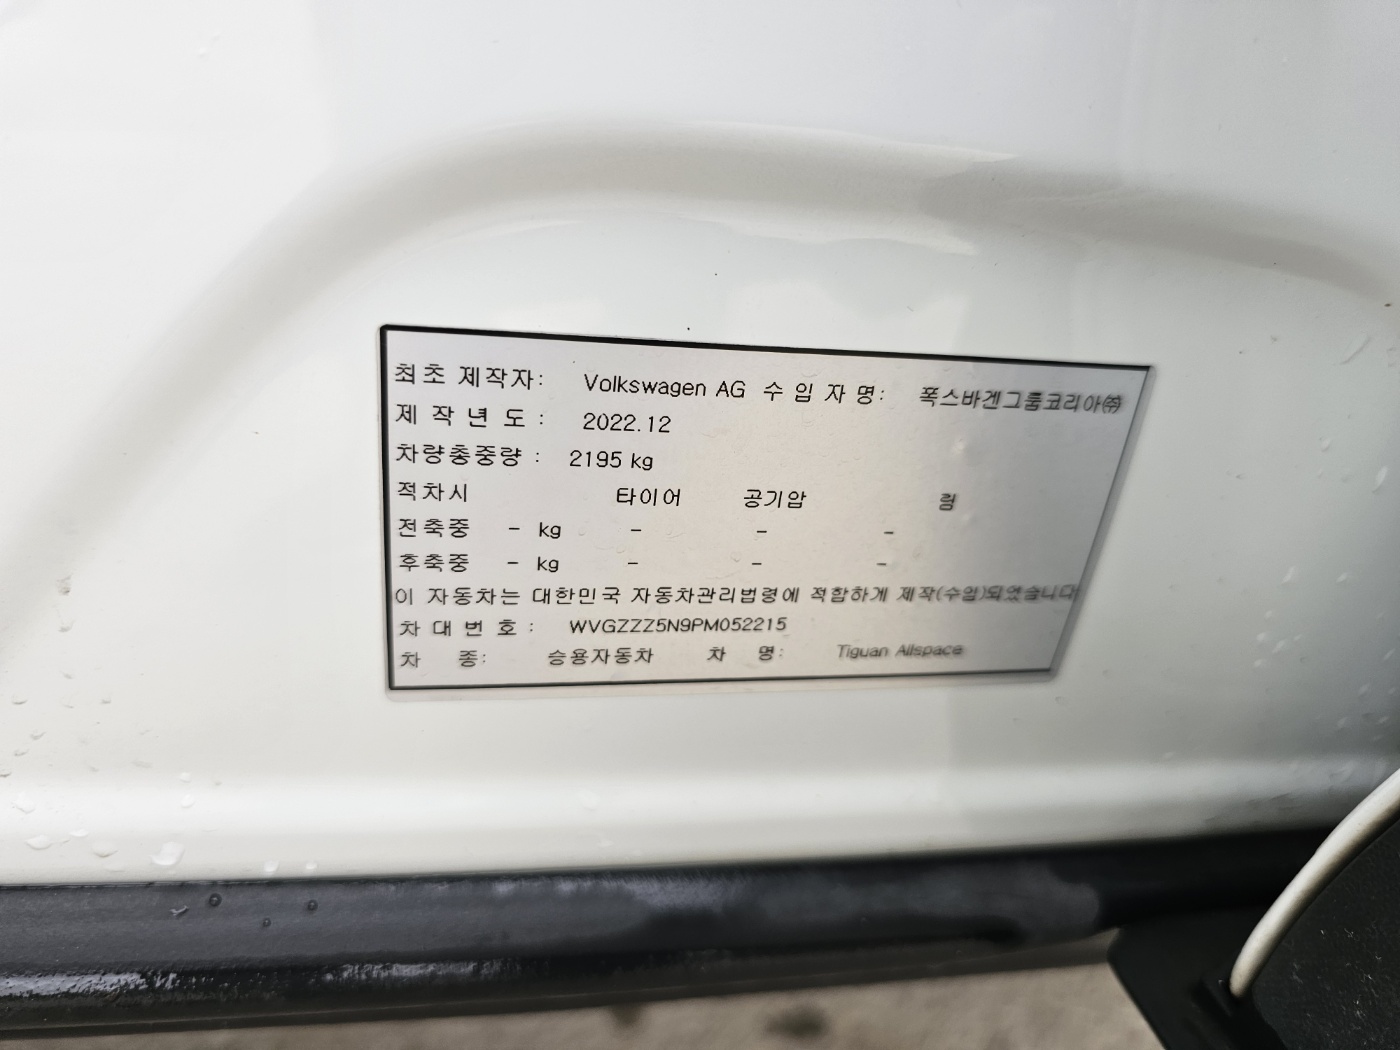 최초 제작자: Volkswagen AG 수 입 자 명: 폭스바겐그룹코리아㈜
제 작 년 도 : 2022.12
차량총중량 : 2195 kg
적차시 타이어 공기압 림
전축중 - kg - - -
후축중 - kg - - -
이 자동차는 대한민국 자동차관리법령에 적합하게 제작(수입)되었습니다
차 대 번 호 : WVGZZZ5N9PM052215
차 종: 승용자동차 차 명: Tiguan Allspace